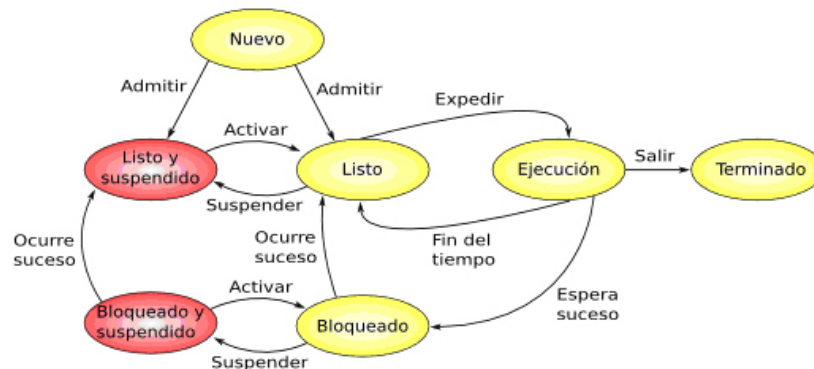 Nuevo
Admitir
Admitir
Expedir
Activar
Listo y
suspendido
Listo
Ejecución
Salir
Terminado
Suspender
Ocurre
suceso
Ocurre
suceso
Fin del
tiempo
Activar
Espera
suceso
Bloqueado y
suspendido
Bloqueado
Suspender